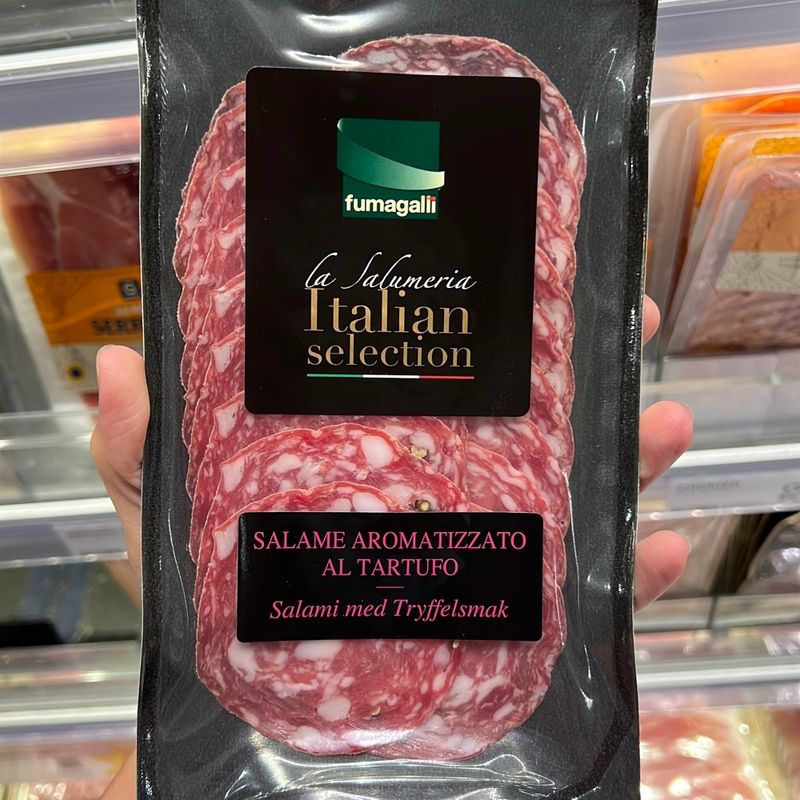 fumagalli
la Salumeria
Italian
selection
SALAME AROMATIZZATO
AL TARTUFO
Salami med Tryffelsmak